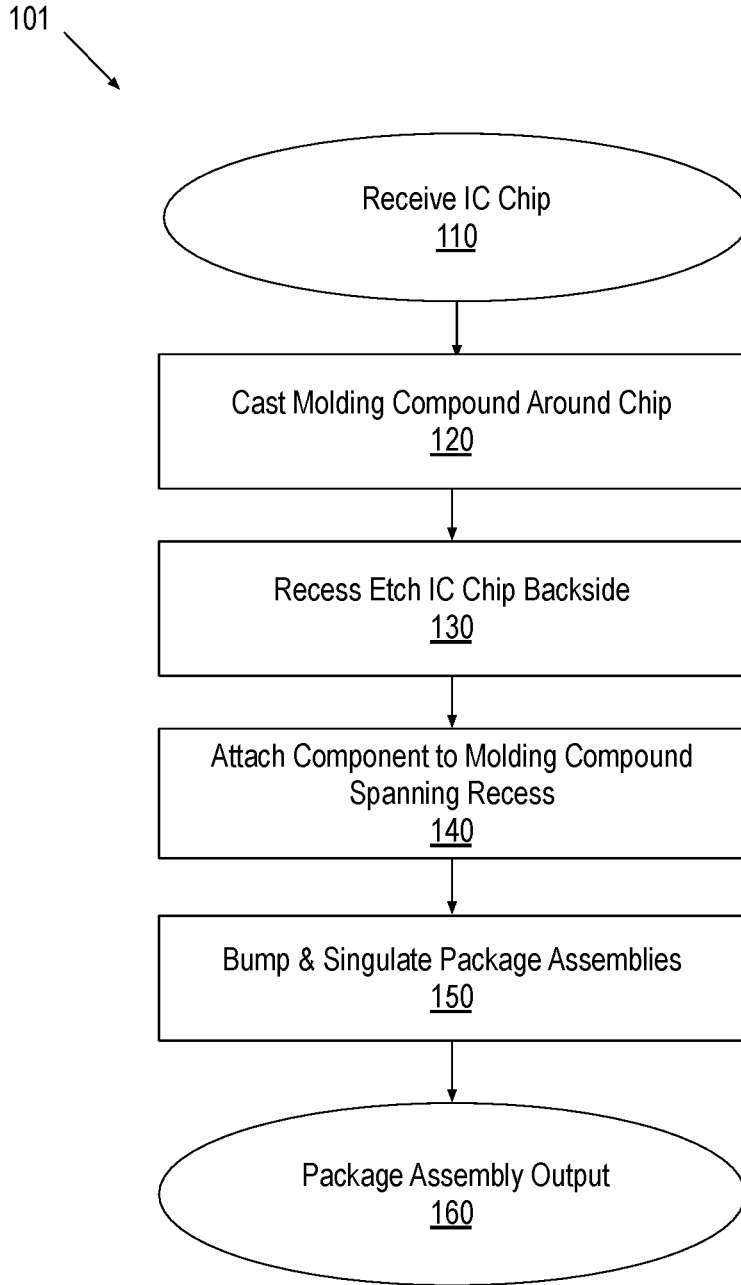 101
Receive IC Chip
110
Cast Molding Compound Around Chip
120
Recess Etch IC Chip Backside
130
Attach Component to Molding Compound
Spanning Recess
140
Bump & Singulate Package Assemblies
150
Package Assembly Output
160